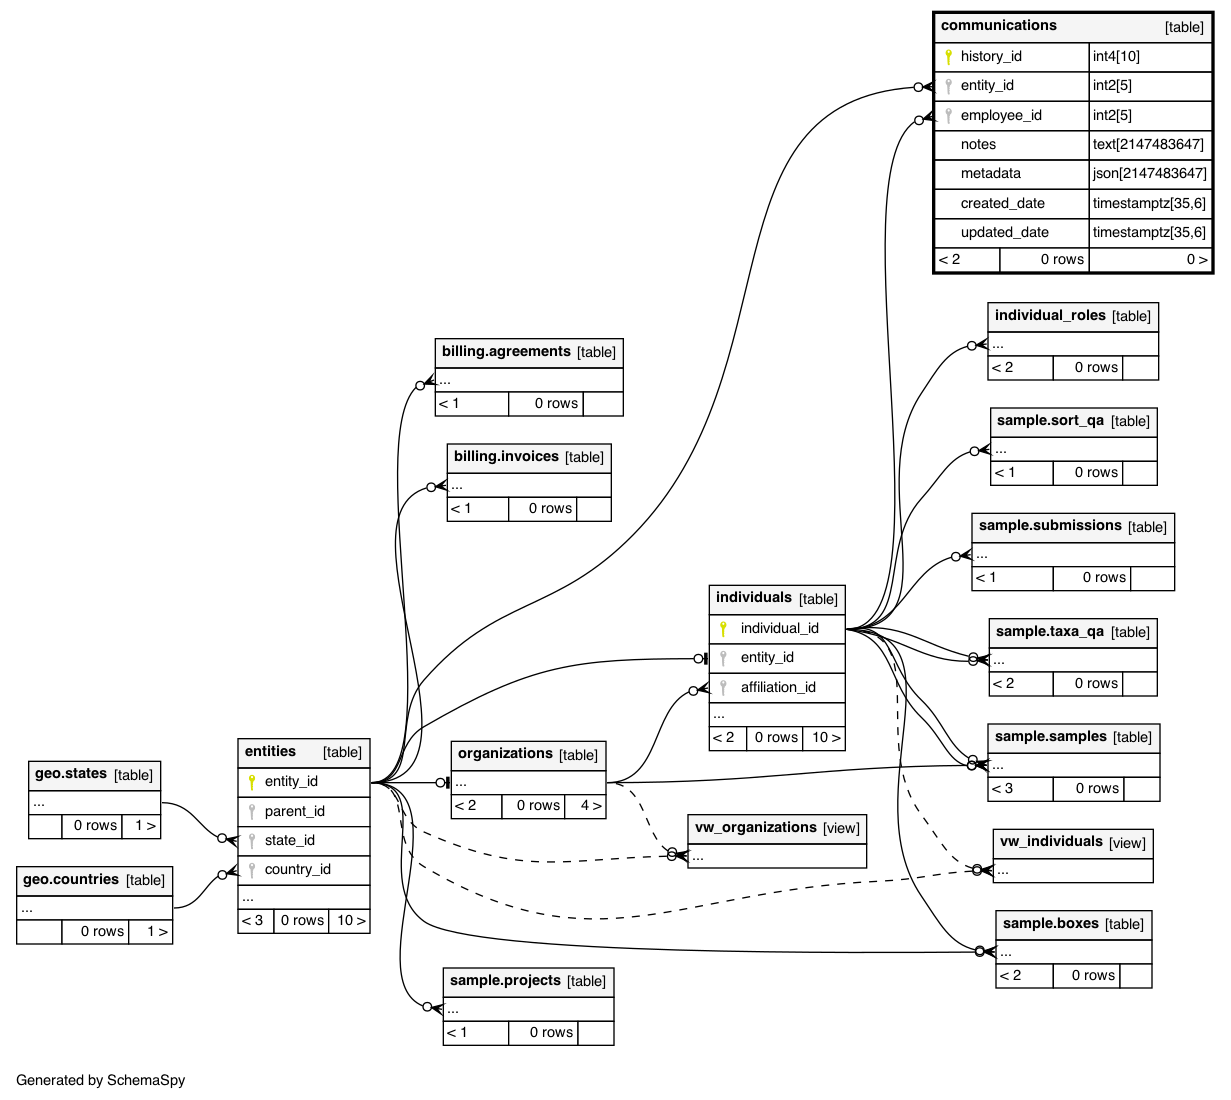 communications [table]
history_id int4[10]
entity_id int2[5]
employee_id int2[5]
notes text[2147483647]
metadata json[2147483647]
created_date timestamptz[35,6]
updated_date timestamptz[35,6]
< 2 0 rows 0 >
individual_roles [table]
...
< 2 0 rows
billing.agreements [table]
...
< 1 0 rows
sample.sort_qa [table]
...
< 1 0 rows
billing.invoices [table]
...
< 1 0 rows
sample.submissions [table]
...
< 1 0 rows
individuals [table]
individual_id
entity_id
affiliation_id
...
< 2 0 rows 10 >
sample.taxa_qa [table]
...
< 2 0 rows
sample.samples [table]
...
< 3 0 rows
entities [table]
entity_id
parent_id
state_id
country_id
...
< 3 0 rows 10 >
organizations [table]
...
< 2 0 rows 4 >
geo.states [table]
...
0 rows 1 >
vw_organizations [view]
...
vw_individuals [view]
...
geo.countries [table]
...
0 rows 1 >
sample.boxes [table]
...
< 2 0 rows
sample.projects [table]
...
< 1 0 rows
Generated by SchemaSpy